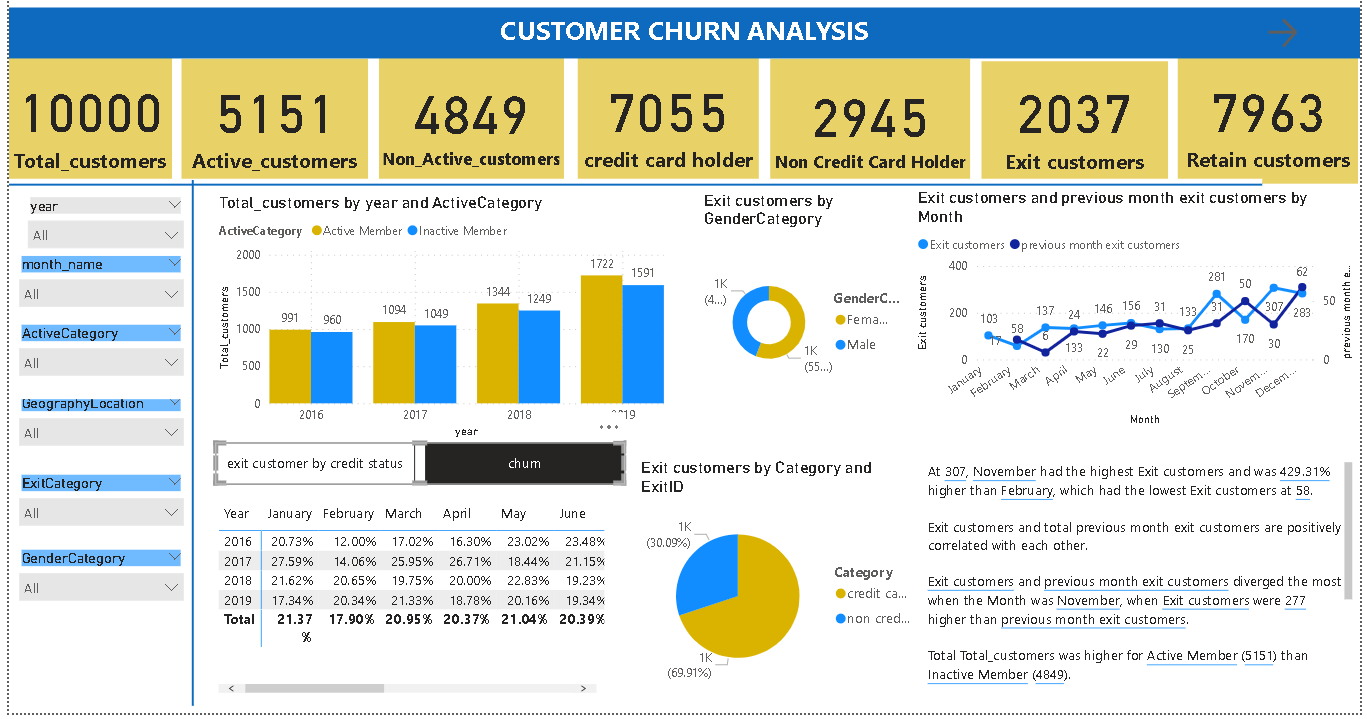 CUSTOMER CHURN ANALYSIS
10000
Total_customers
5151
Active_customers
4849
Non_Active_customers
7055
credit card holder
2945
Non Credit Card Holder
2037
Exit customers
7963
Retain customers
year
All
month_name
All
ActiveCategory
All
GeographyLocation
All
ExitCategory
All
GenderCategory
All
Total_customers by year and ActiveCategory
ActiveCategory Active Member Inactive Member
2000
1500
1000
500
0
Total_customers
991
960
1094
1049
1344
1249
1722
1591
2016
2017
2018
year
Exit customers by
GenderCategory
1K
(4...)
1K
(55...)
GenderC...
Fema...
Male
Exit customers and previous month exit customers by
Month
Exit customers previous month exit customers
400
200
0
Exit customers
50
0
previous month e...
103
17
58
6
137
24
133
146
22
156
29
31
130
133
25
281
31
50
170
307
30
62
283
January
February
March
April
May
June
July
August
Septem...
October
Novem...
Decem...
Month
exit customer by credit status
churn
Year January February March April May June
2016 20.73% 12.00% 17.02% 16.30% 23.02% 23.48%
2017 27.59% 14.06% 25.95% 26.71% 18.44% 21.15%
2018 21.62% 20.65% 19.75% 20.00% 22.83% 19.23%
2019 17.34% 20.34% 21.33% 18.78% 20.16% 19.34%
Total 21.37 17.90% 20.95% 20.37% 21.04% 20.39%
%
Exit customers by Category and
ExitID
1K
(30.09%)
1K
(69.91%)
Category
credit ca...
non cred...
At 307, November had the highest Exit customers and was 429.31%
higher than February, which had the lowest Exit customers at 58.
Exit customers and total previous month exit customers are positively
correlated with each other.
Exit customers and previous month exit customers diverged the most
when the Month was November, when Exit customers were 277
higher than previous month exit customers.
Total Total_customers was higher for Active Member (5151) than
Inactive Member (4849).